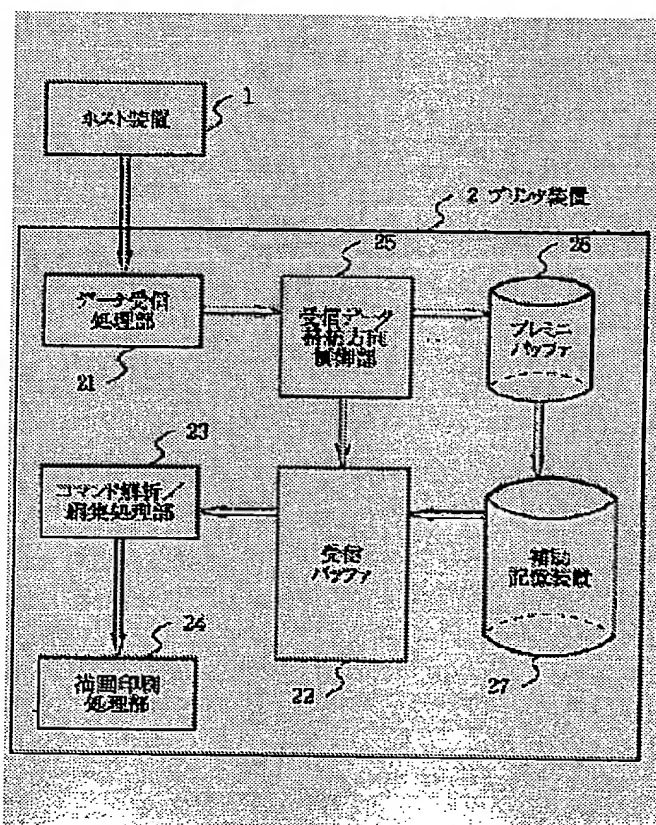 1
ホスト装置
2 プリンタ装置
25
26
データ受信
処理部
受信データ
格納方向
制御部
プレミニ
バッファ
21
23
コマンド解析/
編集処理部
受信
バッファ
補助
記憶装置
24
描画印刷
処理部
22
27